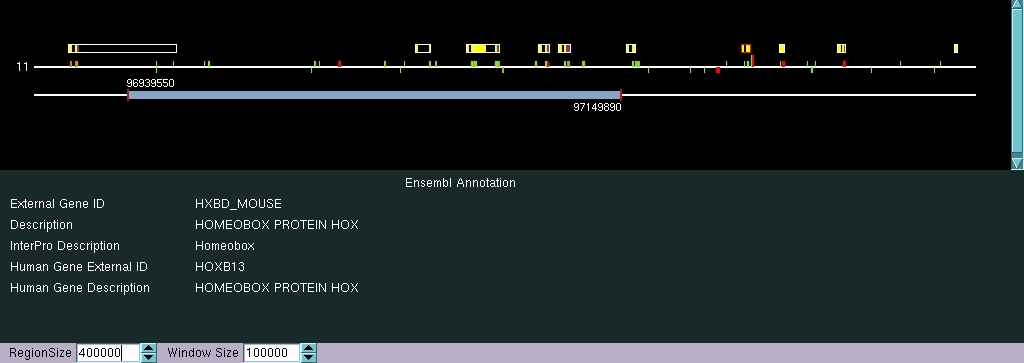 11
96939550
97149890
Ensembl Annotation
External Gene ID HXBD_MOUSE
Description HOMEOBOX PROTEIN HOX
InterPro Description Homeobox
Human Gene External ID HOXB13
Human Gene Description HOMEOBOX PROTEIN HOX
RegionSize 400000 Window Size 100000